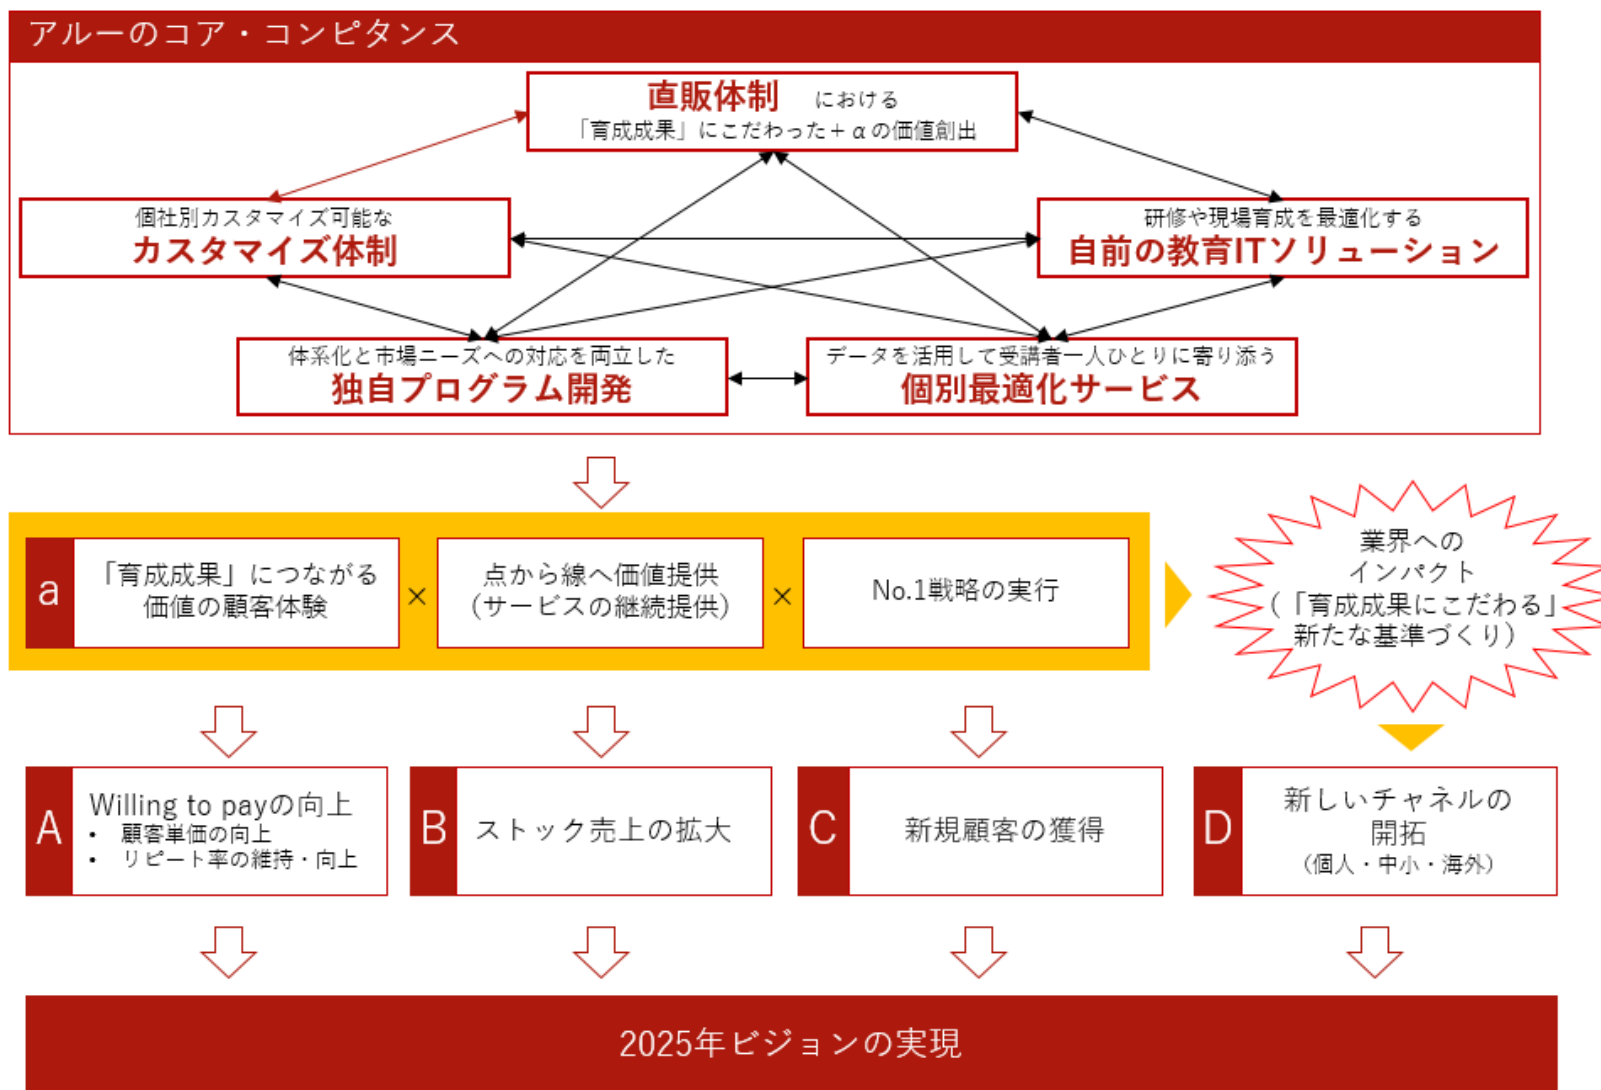 アルーのコア・コンピタンス
直販体制 における
「育成成果」にこだわった+αの価値創出
個社別カスタマイズ可能な
カスタマイズ体制
研修や現場育成を最適化する
自前の教育ITソリューション
体系化と市場ニーズへの対応を両立した
独自プログラム開発
データを活用して受講者一人ひとりに寄り添う
個別最適化サービス
a
「育成成果」につながる
価値の顧客体験
×
点から線へ価値提供
(サービスの継続提供)
×
No.1戦略の実行
業界への
インパクト
(「育成成果にこだわる」
新たな基準づくり)
A
Willing to payの向上
• 顧客単価の向上
• リピート率の維持・向上
B
ストック売上の拡大
C
新規顧客の獲得
D
新しいチャネルの
開拓
(個人・中小・海外)
2025年ビジョンの実現